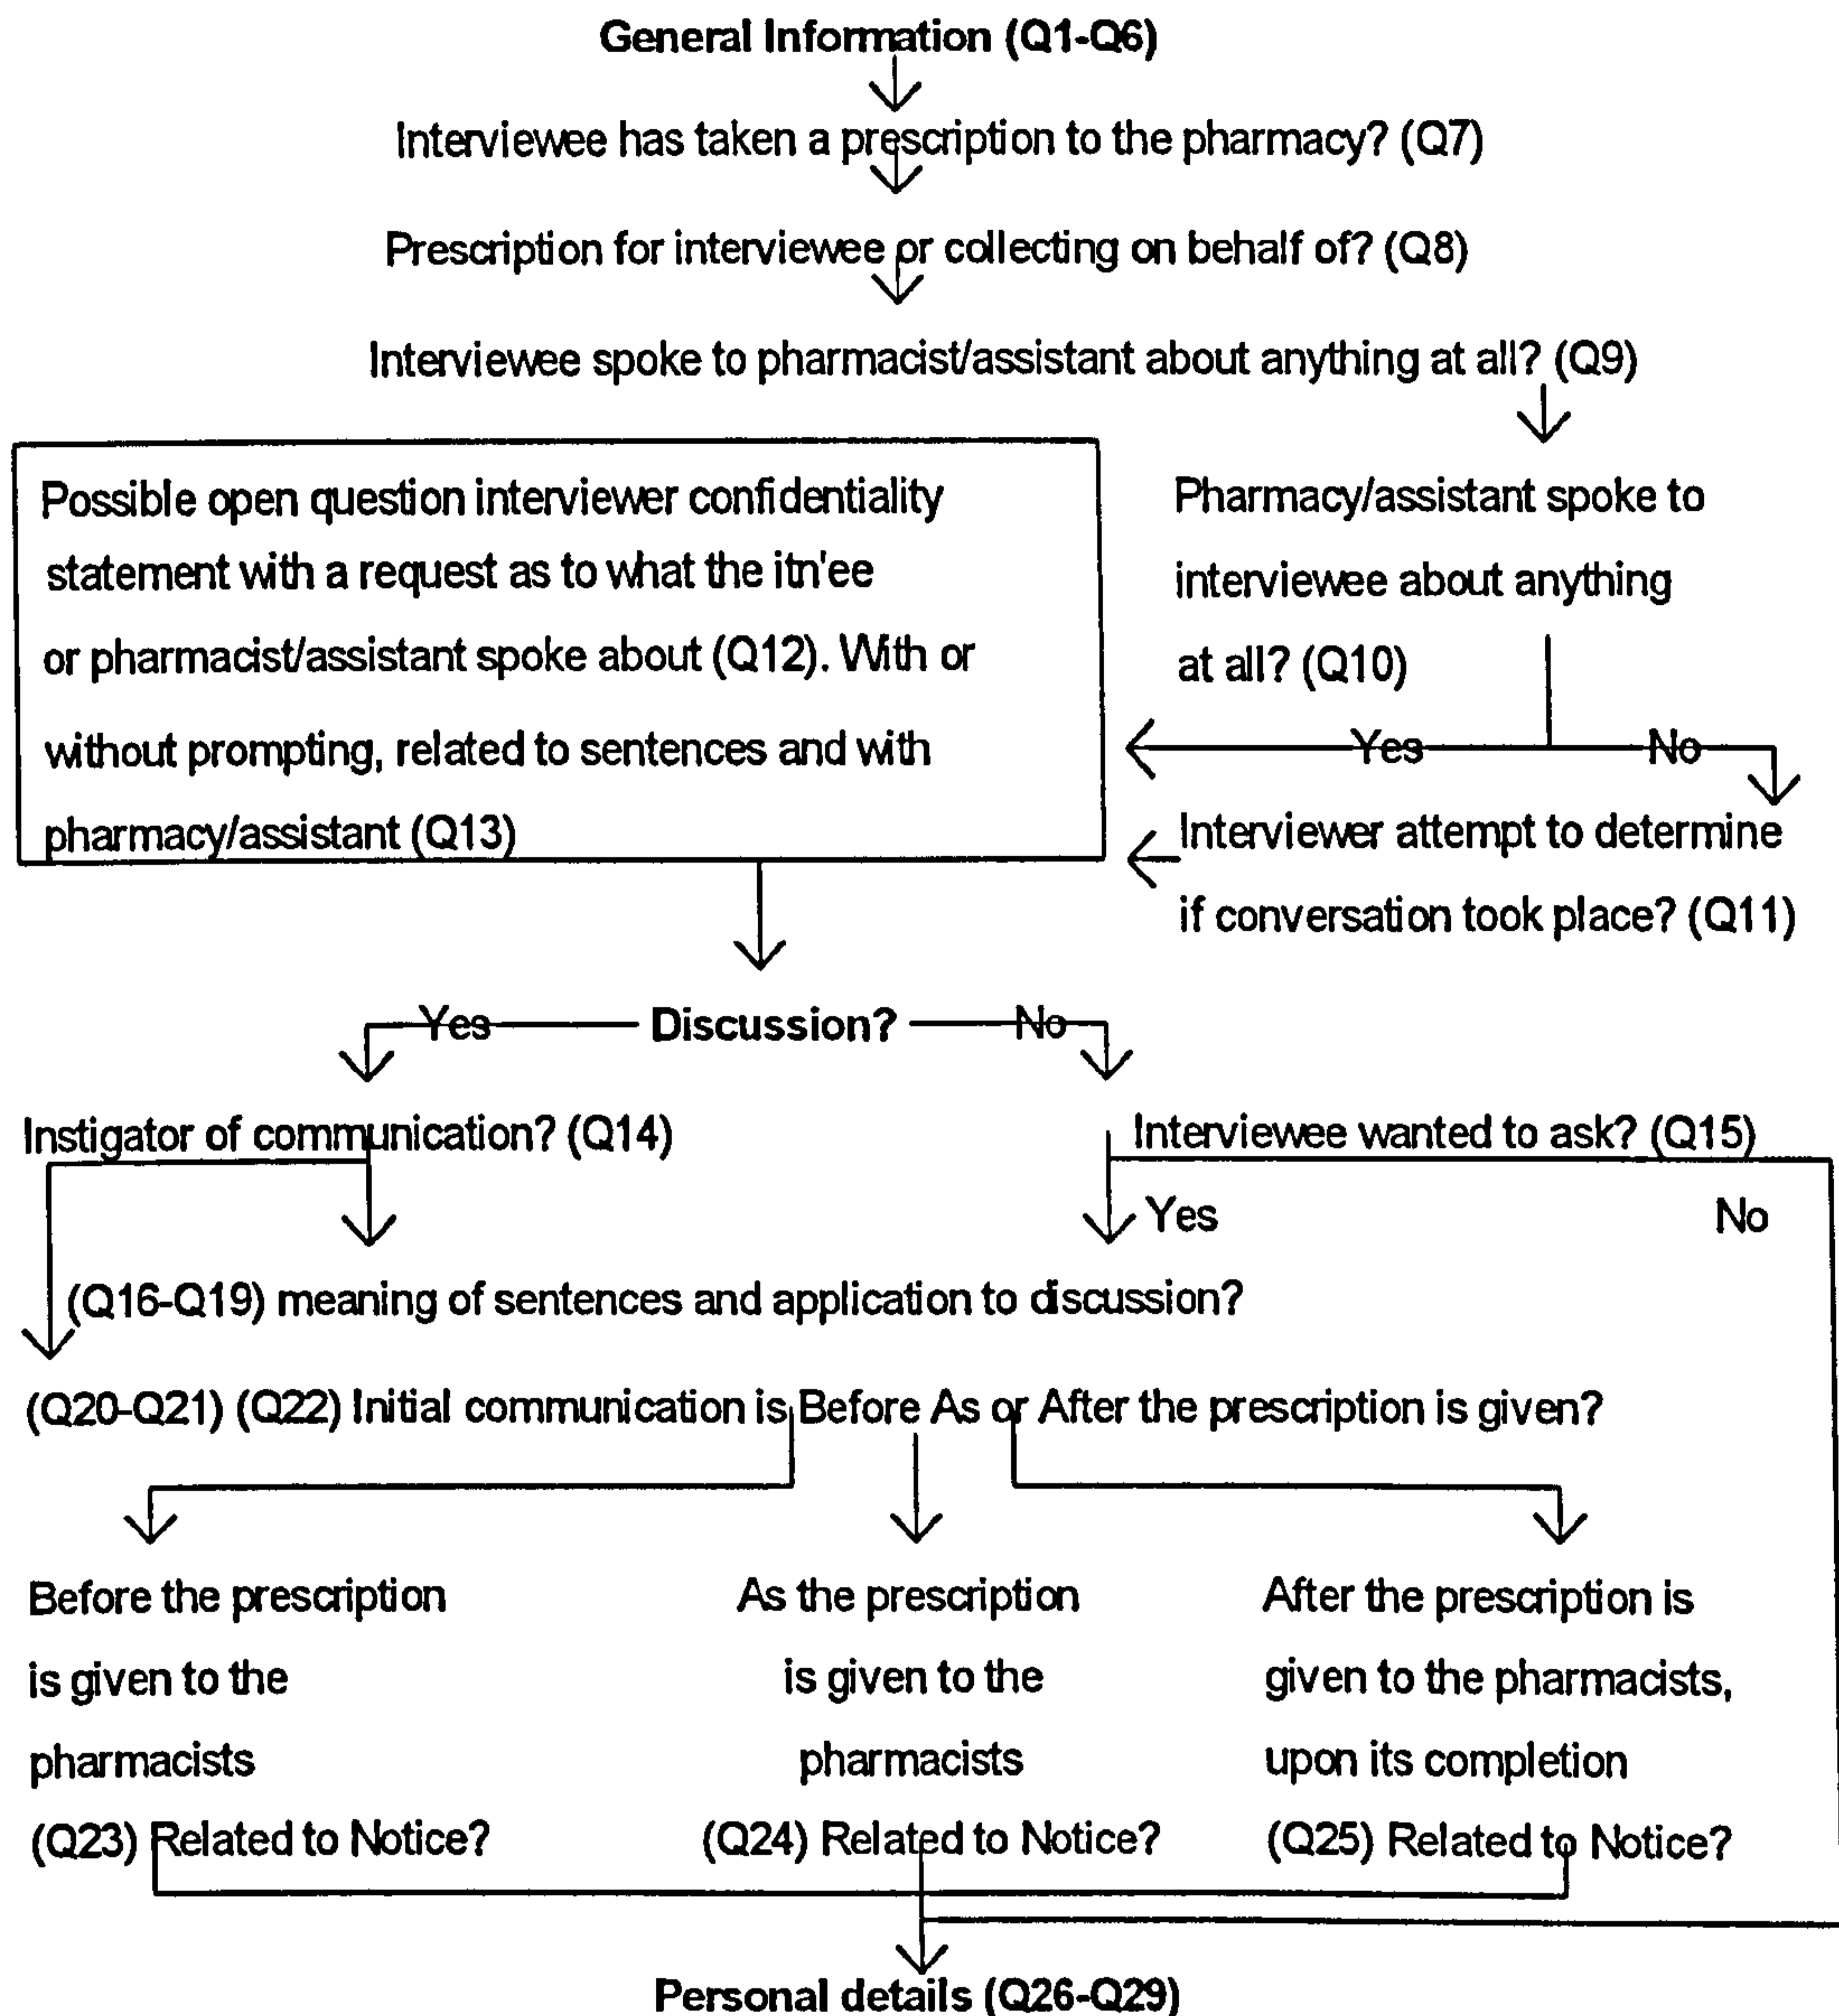 General Information (Q1-Q6)
Interviewee has taken a prescription to the pharmacy? (Q7)
Prescription for interviewee or collecting on behalf of? (Q8)
Interviewee spoke to pharmacist/assistant about anything at all? (Q9)
Possible open question interviewer confidentiality
statement with a request as to what the itn'ee
or pharmacist/assistant spoke about (Q12). With or
without prompting, related to sentences and with
pharmacy/assistant (Q13)
Pharmacy/assistant spoke to
interviewee about anything
at all? (Q10)
Yes
No
Interviewer attempt to determine
if conversation took place? (Q11)
Yes
Discussion?
No
Instigator of communication? (Q14)
Interviewee wanted to ask? (Q15)
Yes
No
(Q16-Q19) meaning of sentences and application to discussion?
(Q20-Q21) (Q22) Initial communication is Before As or After the prescription is given?
Before the prescription
is given to the
pharmacists
(Q23) Related to Notice?
As the prescription
is given to the
pharmacists
(Q24) Related to Notice?
After the prescription is
given to the pharmacists,
upon its completion
(Q25) Related to Notice?
Personal details (Q26-Q29)